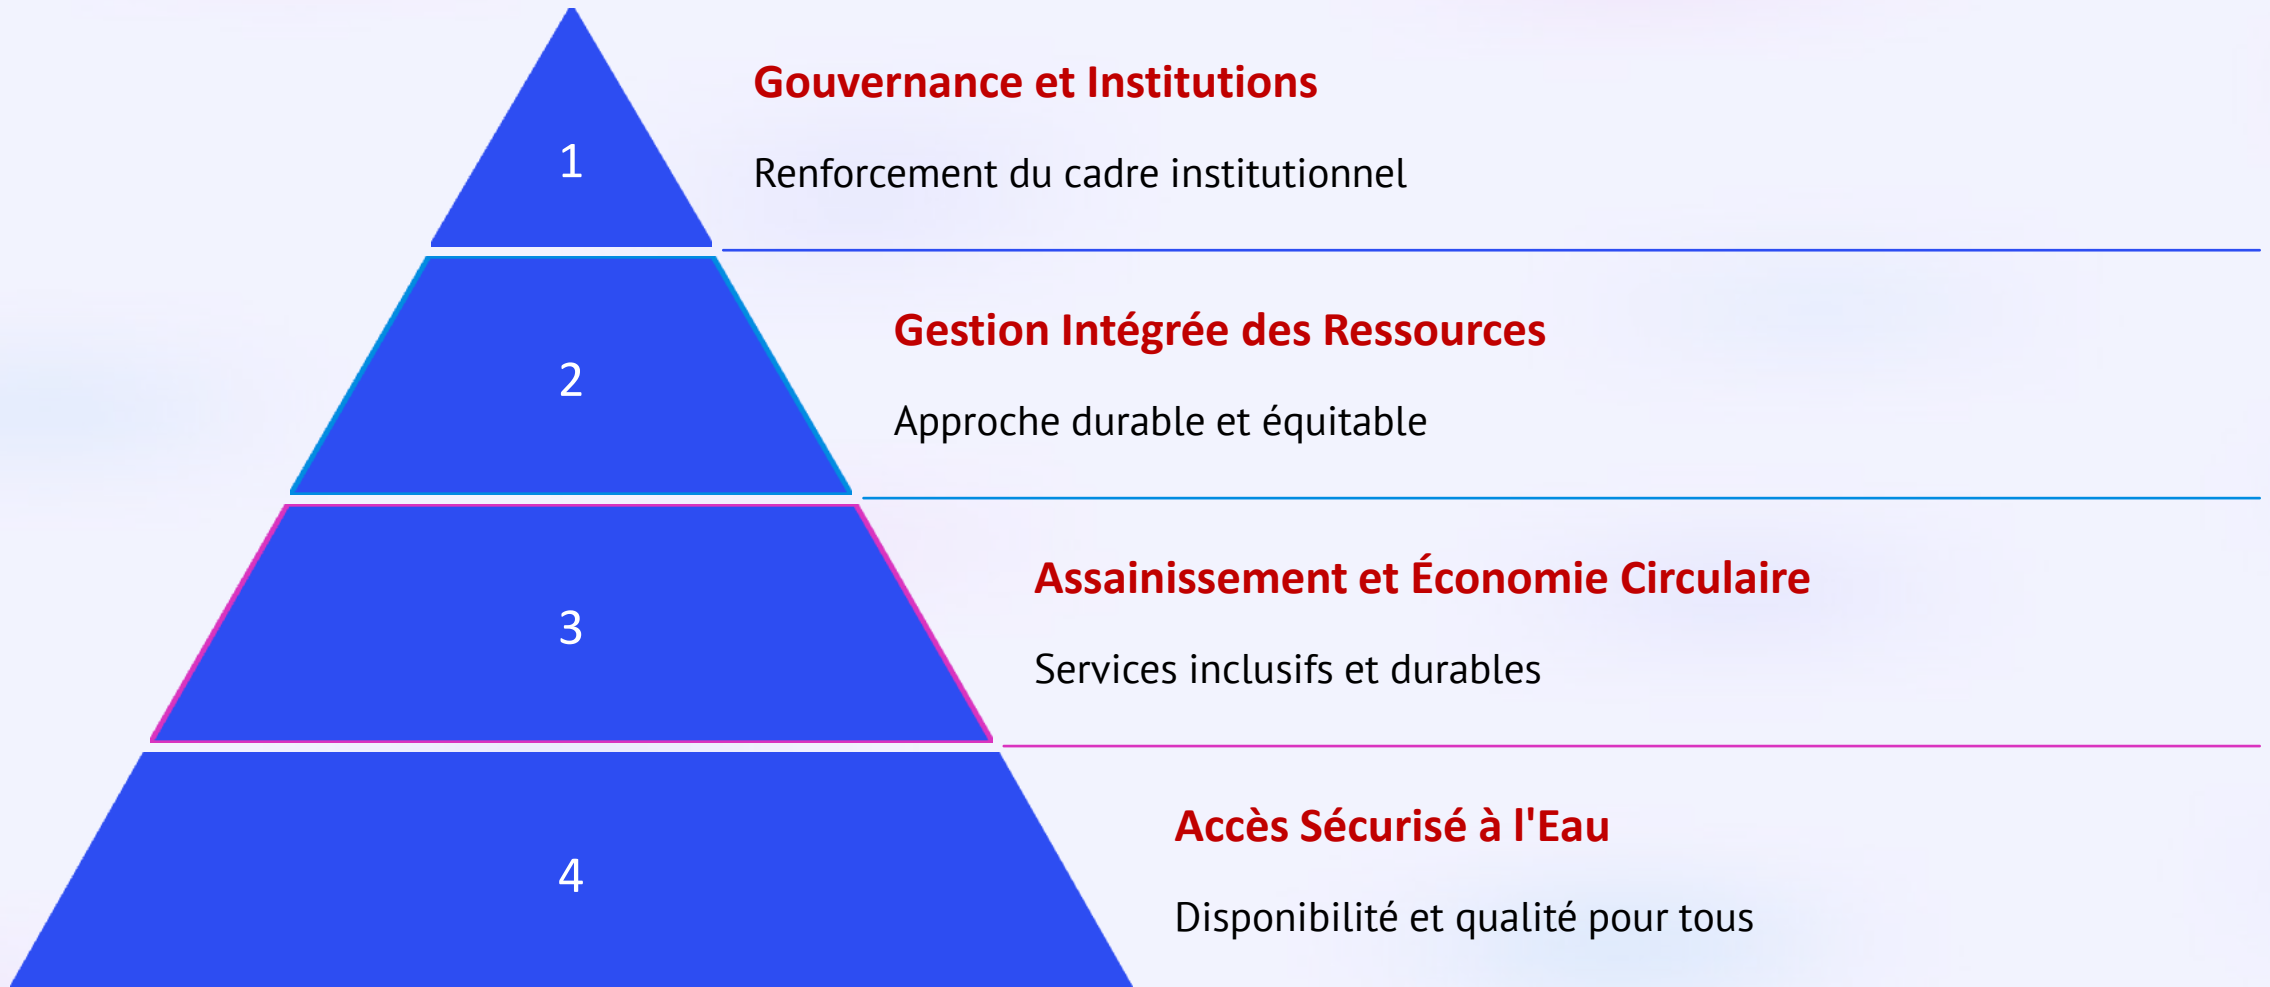 1
Gouvernance et Institutions
Renforcement du cadre institutionnel
2
Gestion Intégrée des Ressources
Approche durable et équitable
3
Assainissement et Économie Circulaire
Services inclusifs et durables
4
Accès Sécurisé à l'Eau
Disponibilité et qualité pour tous